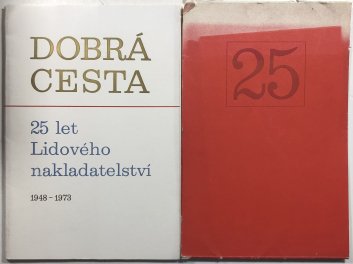 DOBRÁ
CESTA
25 let
Lidového
nakladatelství
1948 - 1973
25